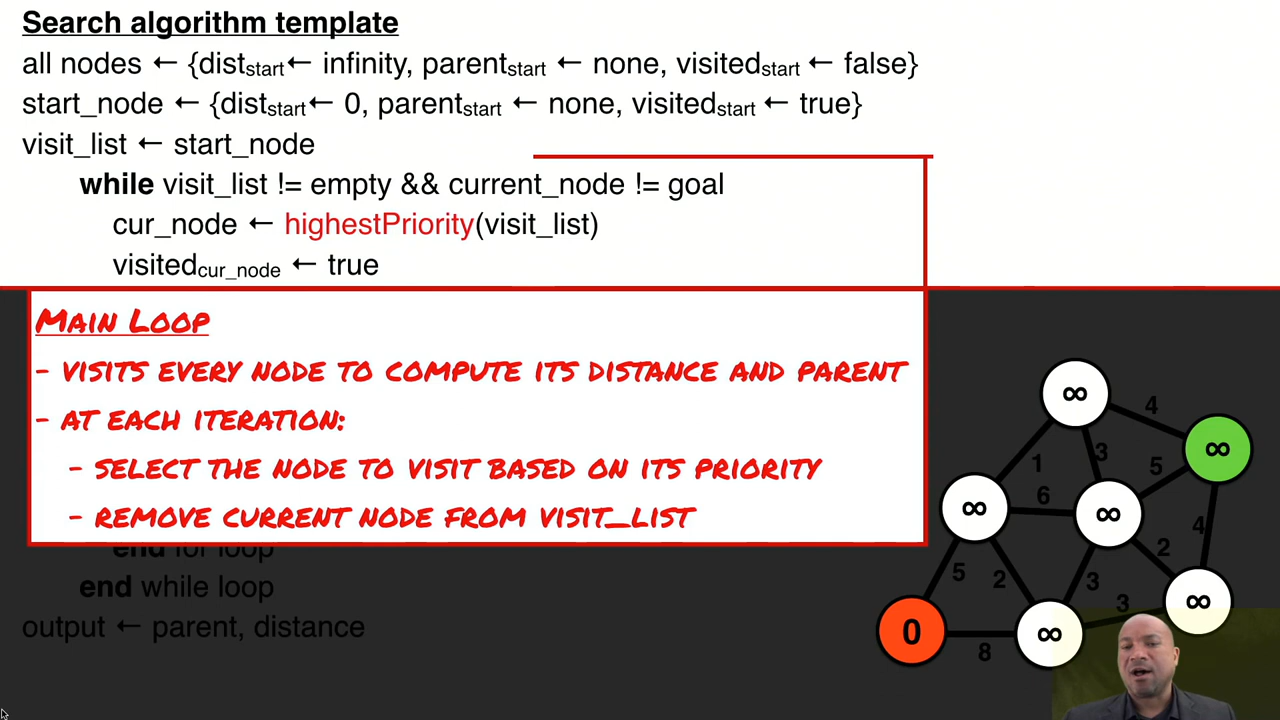 Search algorithm template
all nodes ← {dist_start ← infinity, parent_start ← none, visited_start ← false}
start_node ← {dist_start ← 0, parent_start ← none, visited_start ← true}
visit_list ← start_node
while visit_list != empty && current_node != goal
cur_node ← highestPriority(visit_list)
visited_cur_node ← true
MAIN LOOP
- VISITS EVERY NODE TO COMPUTE ITS DISTANCE AND PARENT
- AT EACH ITERATION:
- SELECT THE NODE TO VISIT BASED ON ITS PRIORITY
- REMOVE CURRENT NODE FROM VISIT_LIST
end for loop
end while loop
output ← parent, distance
∞
4
∞
1
3
5
∞
6
∞
4
2
5
2
3
3
∞
0
8
∞